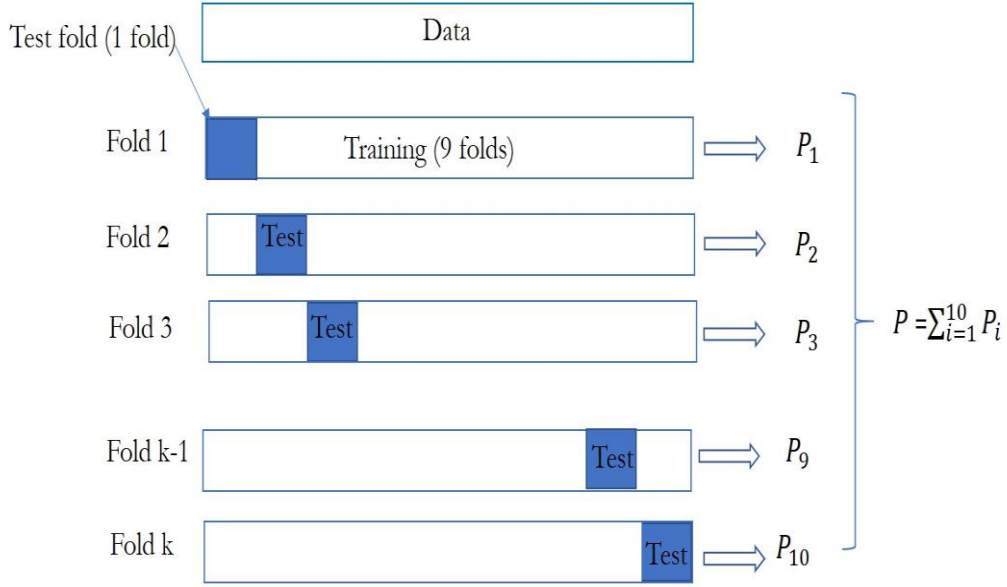 Data
Test fold (1 fold)
Fold 1
Training (9 folds)
P₁
Fold 2
Test
P₂
Fold 3
Test
P₃
P =∑¹⁰ᵢ₌₁ Pᵢ
Fold k-1
Test
P₉
Fold k
Test
P₁₀